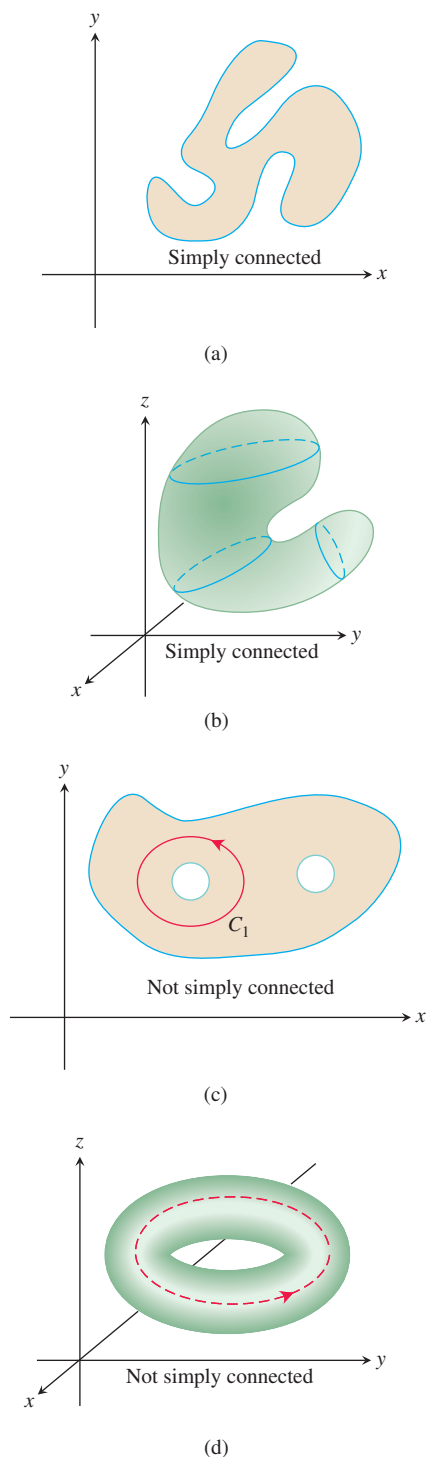 y
Simply connected
x
(a)
z
y
Simply connected
x
(b)
y
C1
Not simply connected
x
(c)
z
y
Not simply connected
x
(d)